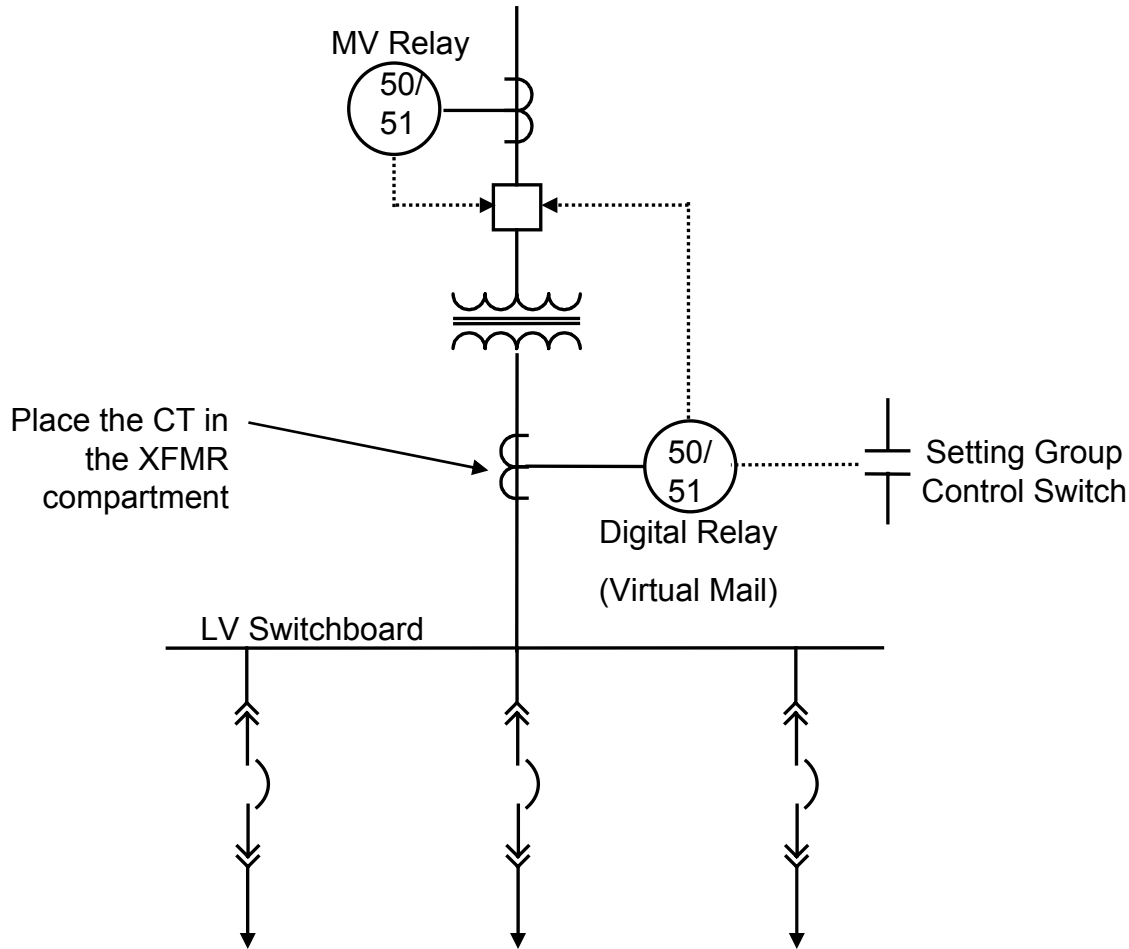 MV Relay
50/
51
Place the CT in
the XFMR
compartment
50/
51
Setting Group
Control Switch
Digital Relay
(Virtual Mail)
LV Switchboard